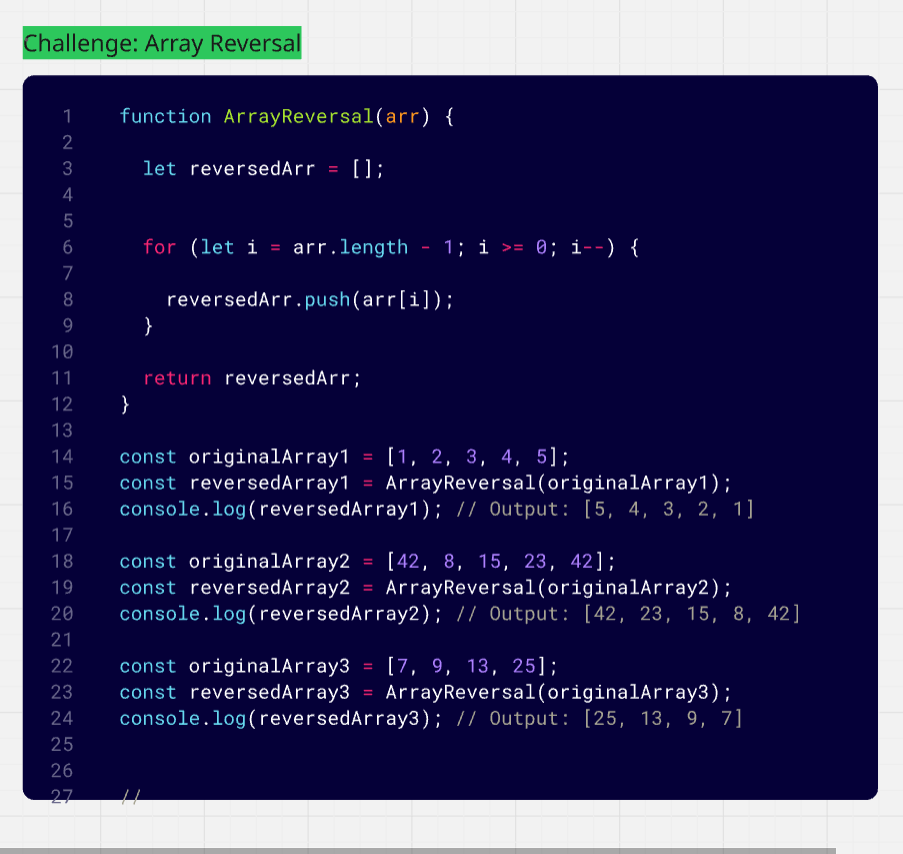 Challenge: Array Reversal
1 function ArrayReversal(arr) {
2
3 let reversedArr = [];
4
5
6 for (let i = arr.length - 1; i >= 0; i--) {
7
8 reversedArr.push(arr[i]);
9 }
10
11 return reversedArr;
12 }
13
14 const originalArray1 = [1, 2, 3, 4, 5];
15 const reversedArray1 = ArrayReversal(originalArray1);
16 console.log(reversedArray1); // Output: [5, 4, 3, 2, 1]
17
18 const originalArray2 = [42, 8, 15, 23, 42];
19 const reversedArray2 = ArrayReversal(originalArray2);
20 console.log(reversedArray2); // Output: [42, 23, 15, 8, 42]
21
22 const originalArray3 = [7, 9, 13, 25];
23 const reversedArray3 = ArrayReversal(originalArray3);
24 console.log(reversedArray3); // Output: [25, 13, 9, 7]
25
26
27 //